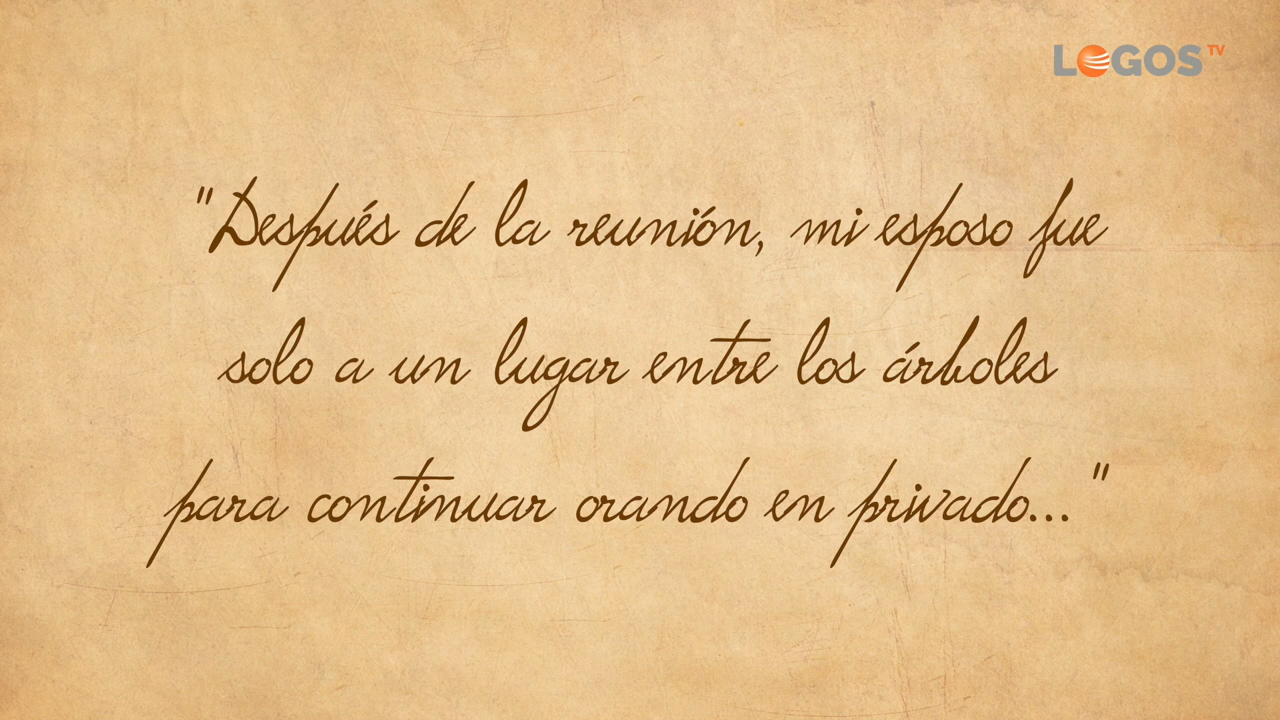 LOGOS TV
"Después de la reunión, mi esposo fue
solo a un lugar entre los árboles
para continuar orando en privado... "